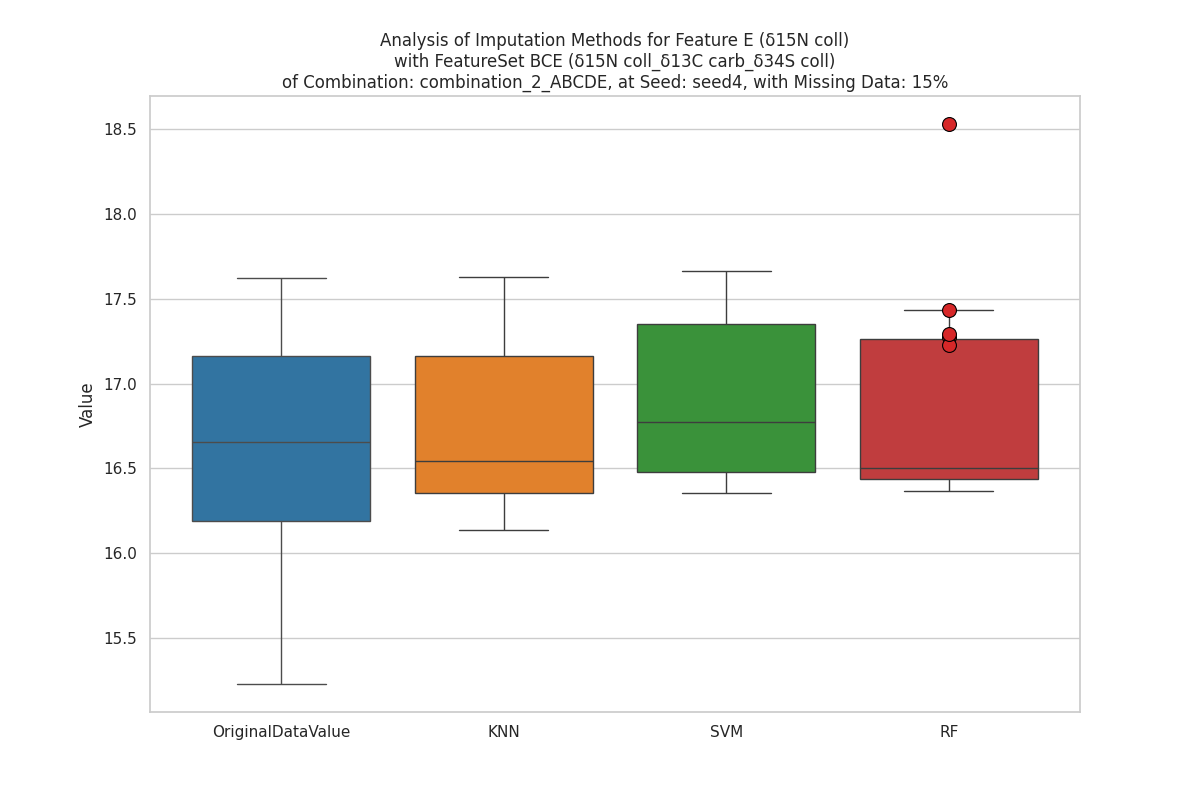 Analysis of Imputation Methods for Feature E (δ15N coll)
with FeatureSet BCE (δ15N coll_δ13C carb_δ34S coll)
of Combination: combination_2_ABCDE, at Seed: seed4, with Missing Data: 15%
18.5
18.0
17.5
17.0
16.5
16.0
15.5
Value
OriginalDataValue KNN SVM RF